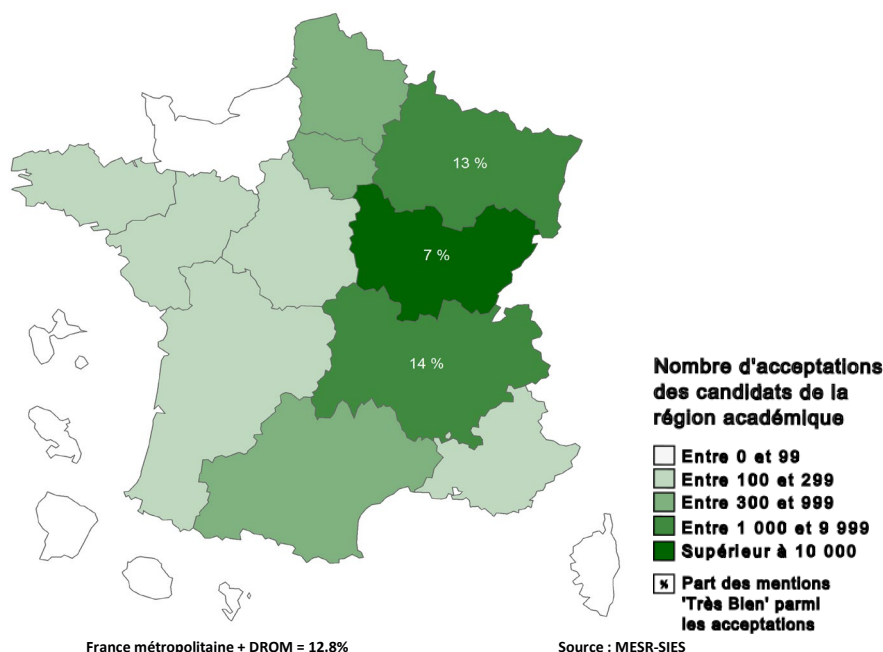 13 %
7 %
14 %
Nombre d'acceptations
des candidats de la
région académique
Entre 0 et 99
Entre 100 et 299
Entre 300 et 999
Entre 1 000 et 9 999
Supérieur à 10 000
% Part des mentions
'Très Bien' parmi
les acceptations
France métropolitaine + DROM = 12.8%
Source : MESR-SIES